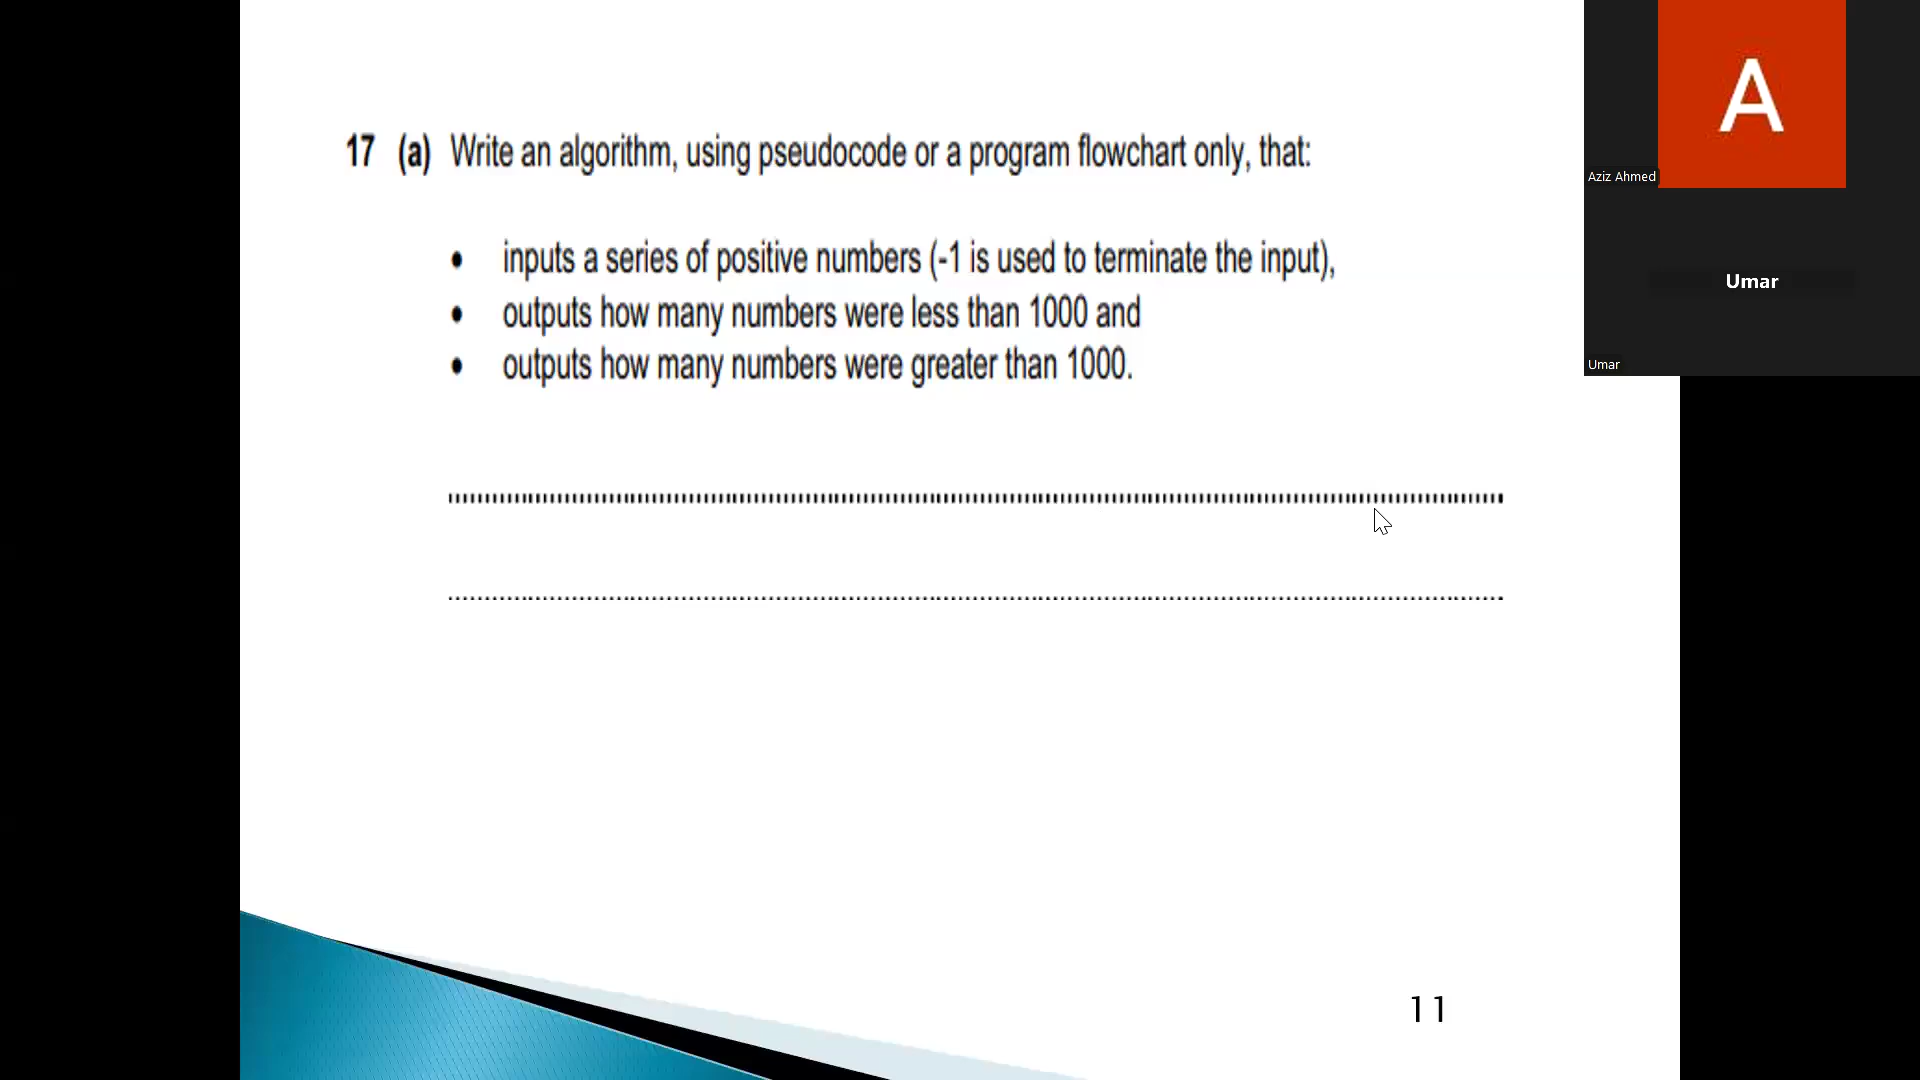 17 (a) Write an algorithm, using pseudocode or a program flowchart only, that:
• inputs a series of positive numbers (-1 is used to terminate the input),
• outputs how many numbers were less than 1000 and
• outputs how many numbers were greater than 1000.
11
A
Aziz Ahmed
Umar
Umar